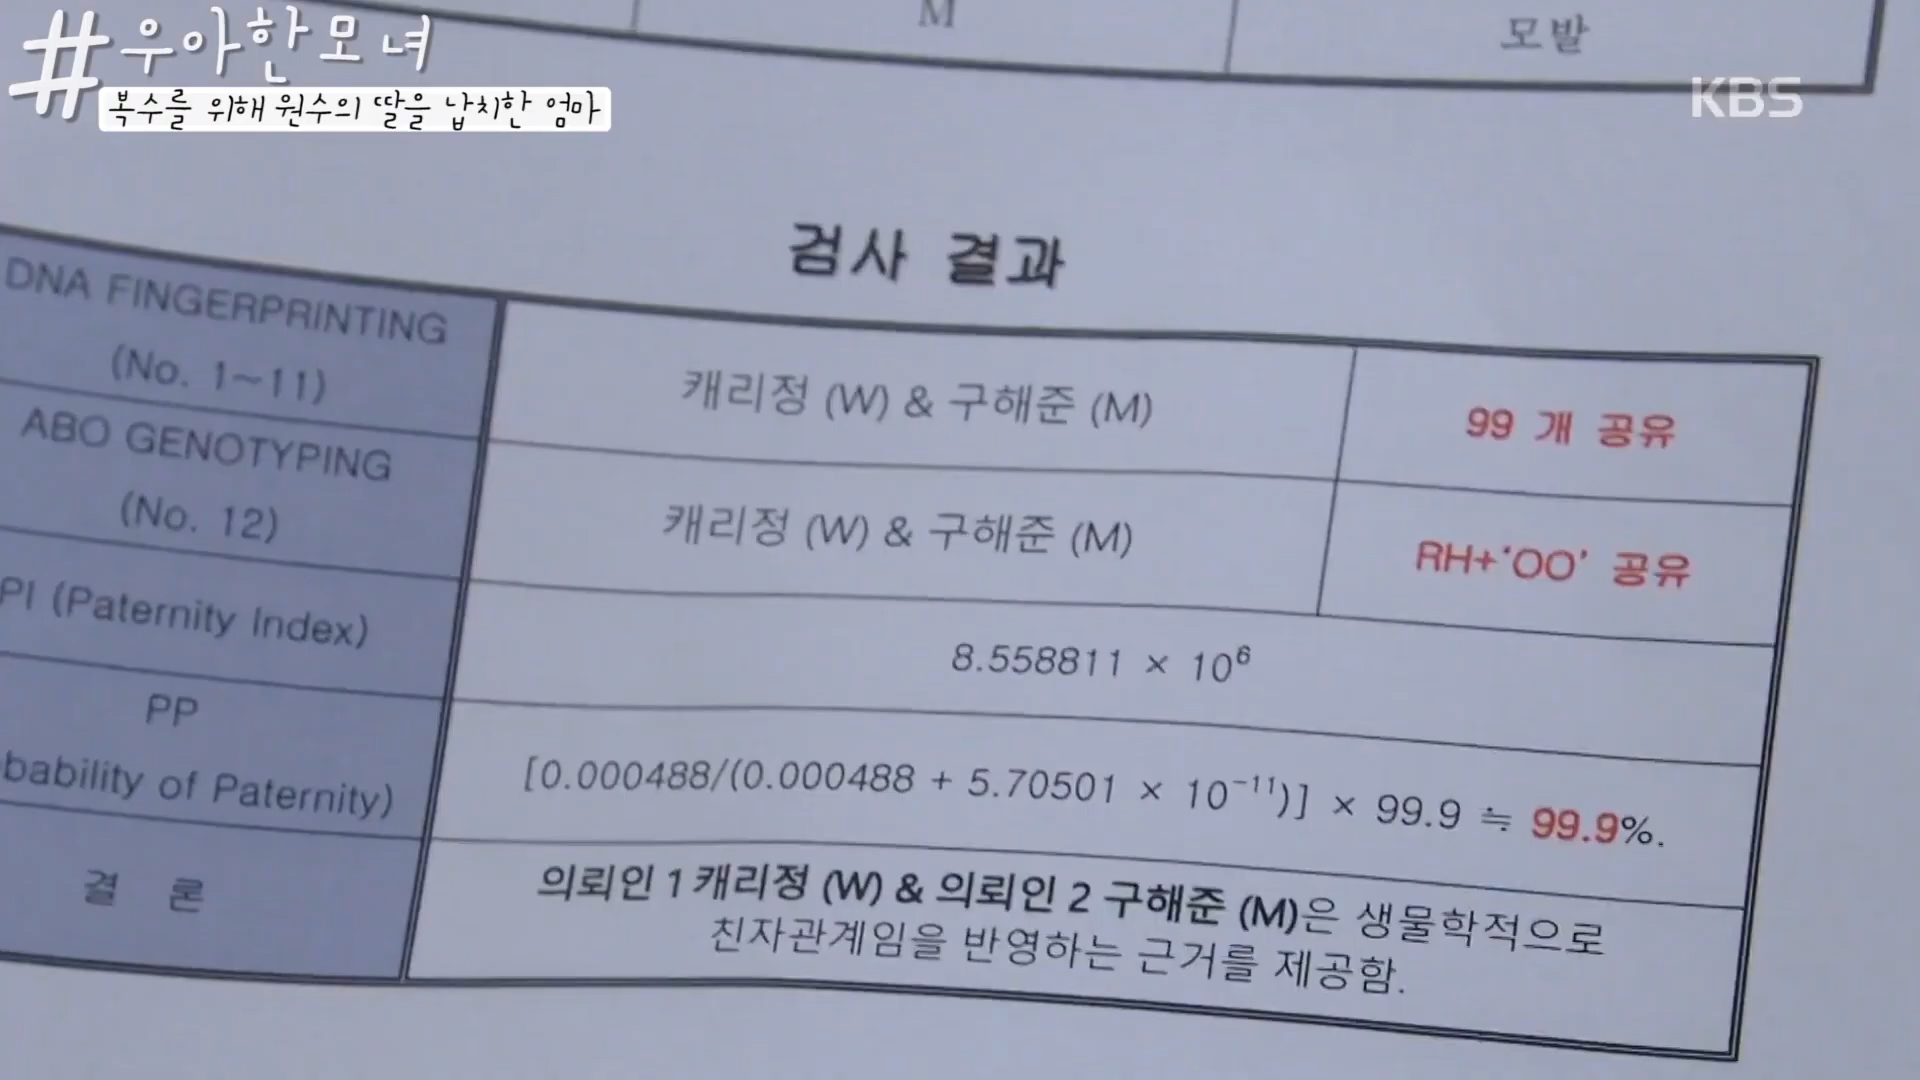 #우아한모녀
복수를 위해 원수의 딸을 납치한 엄마
KBS
M
모발
검사 결과
DNA FINGERPRINTING
(No. 1~11)
캐리정 (W) & 구해준 (M)
99 개 공유
ABO GENOTYPING
(No. 12)
캐리정 (W) & 구해준 (M)
RH+‘OO’ 공유
PI (Paternity Index)
8.558811 × 10⁶
PP
bability of Paternity)
[0.000488/(0.000488 + 5.70501 × 10⁻¹¹)] × 99.9 ≒ 99.9%.
결 론
의뢰인 1 캐리정 (W) & 의뢰인 2 구해준 (M)은 생물학적으로
친자관계임을 반영하는 근거를 제공함.